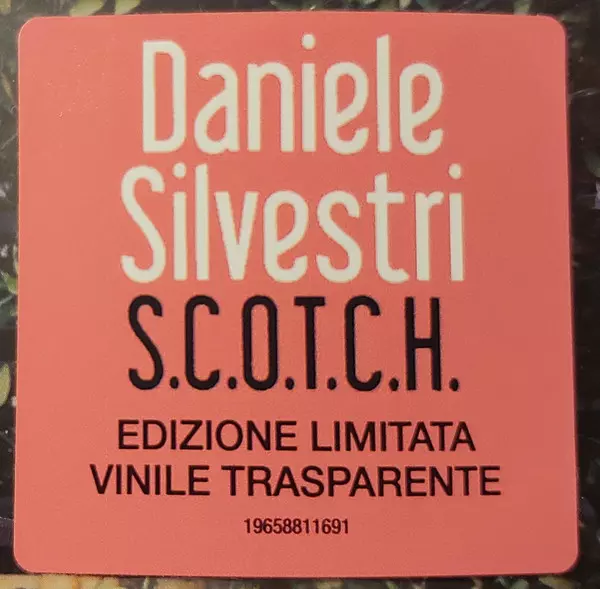 Daniele
Silvestri
S.C.O.T.C.H.
EDIZIONE LIMITATA
VINILE TRASPARENTE
19658811691